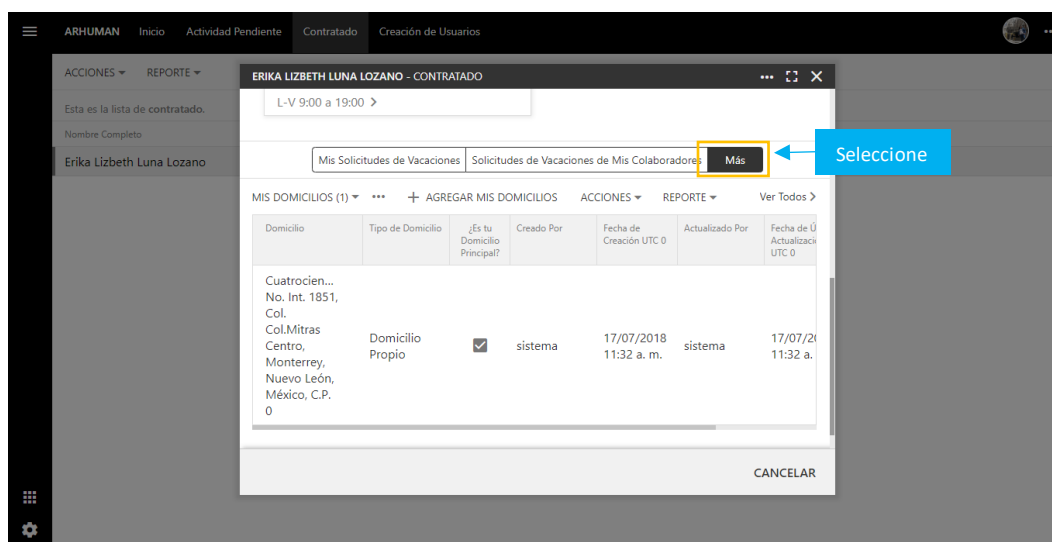 ARHUMAN Inicio Actividad Pendiente Contratado Creación de Usuarios
ACCIONES REPORTE
Esta es la lista de contratado.
Nombre Completo
Erika Lizbeth Luna Lozano
ERIKA LIZBETH LUNA LOZANO - CONTRATADO
L-V 9:00 a 19:00
Mis Solicitudes de Vacaciones Solicitudes de Vacaciones de Mis Colaboradores Más
Seleccione
MIS DOMICILIOS (1) ••• + AGREGAR MIS DOMICILIOS ACCIONES REPORTE Ver Todos
Domicilio
Tipo de Domicilio
¿Es tu
Domicilio
Principal?
Creado Por
Fecha de
Creación UTC 0
Actualizado Por
Fecha de
UTC 0
Cuatrocien...
No. Int. 1851,
Col.
Col.Mitras
Centro,
Monterrey,
Nuevo León,
México, C.P.
0
Domicilio
Propio
sistema
17/07/2018
11:32 a. m.
sistema
17/07/20
11:32 a.
CANCELAR